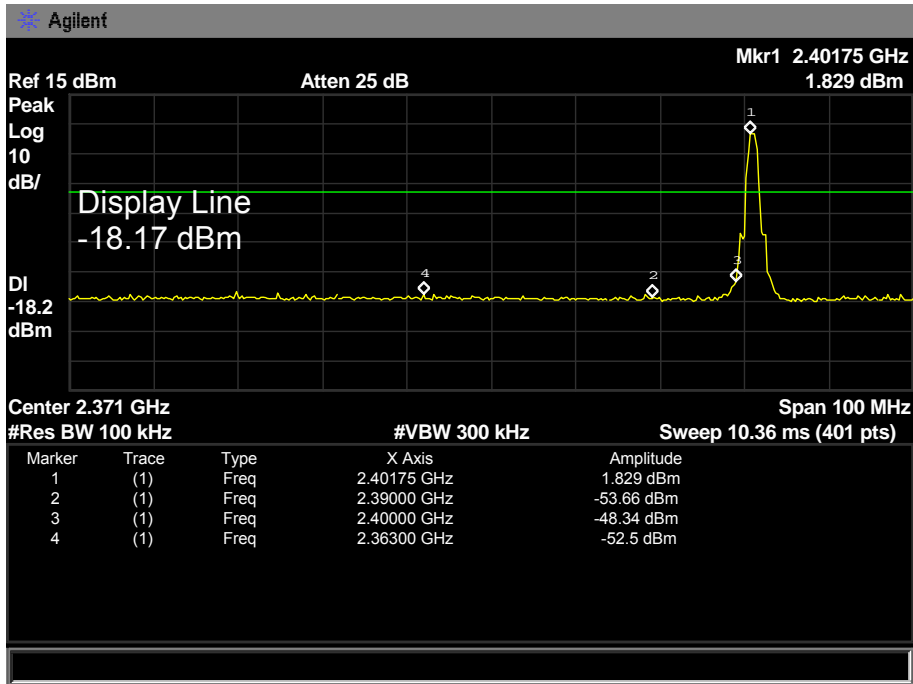 Agilent
Mkr1 2.40175 GHz
Ref 15 dBm Atten 25 dB 1.829 dBm
Peak
Log
10
dB/
1
Display Line
-18.17 dBm
4 2 3
DI
-18.2
dBm
Center 2.371 GHz Span 100 MHz
#Res BW 100 kHz #VBW 300 kHz Sweep 10.36 ms (401 pts)
Marker Trace Type X Axis Amplitude
1 (1) Freq 2.40175 GHz 1.829 dBm
2 (1) Freq 2.39000 GHz -53.66 dBm
3 (1) Freq 2.40000 GHz -48.34 dBm
4 (1) Freq 2.36300 GHz -52.5 dBm